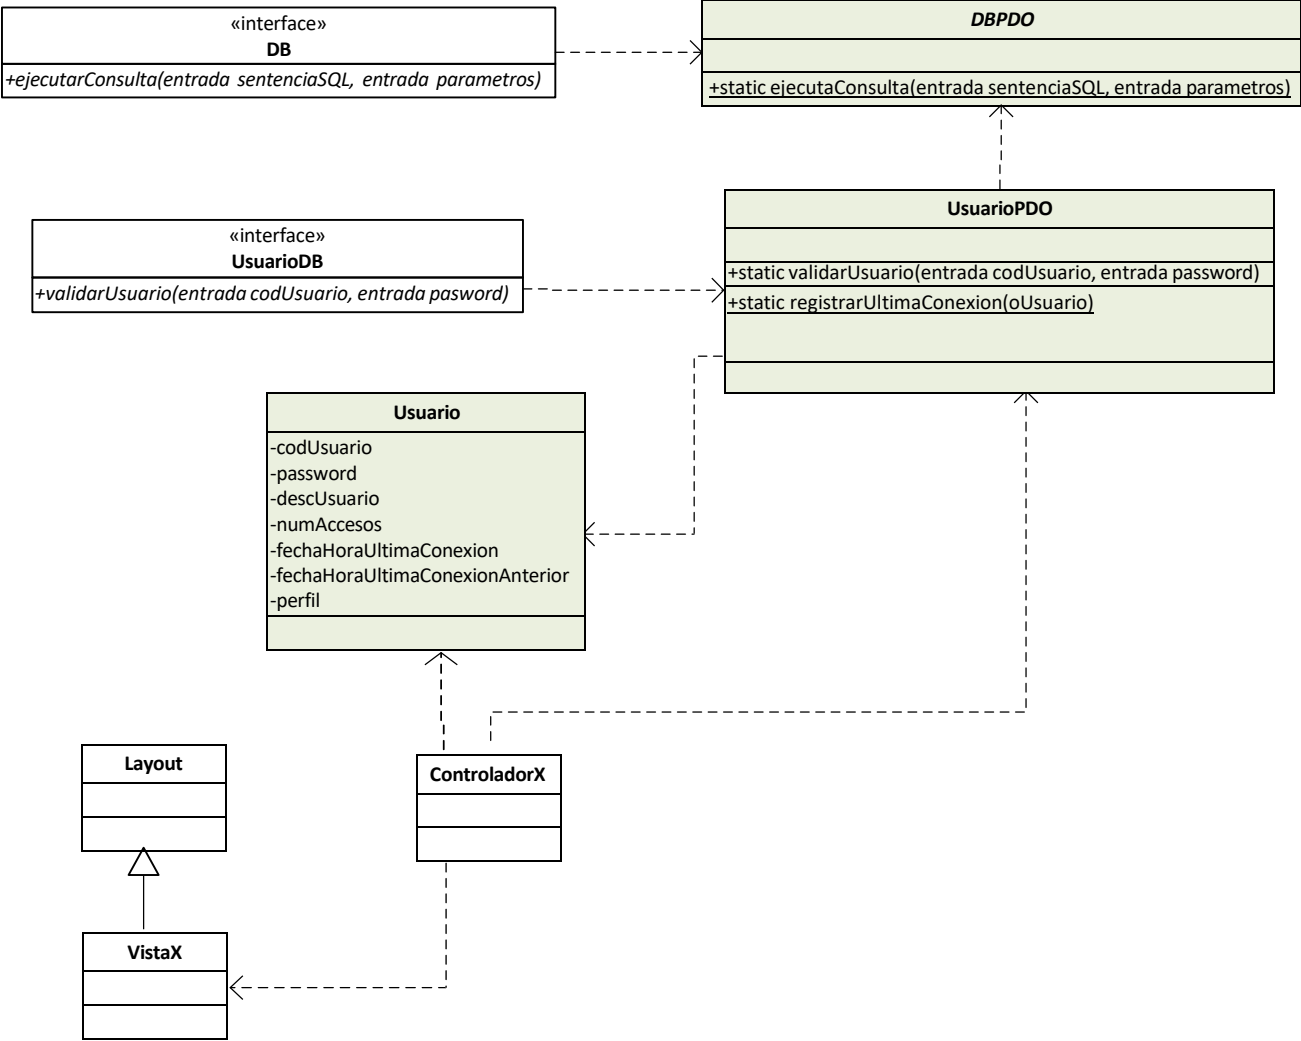 «interface»
DB
+ejecutarConsulta(entrada sentenciaSQL, entrada parametros)
DBPDO
+static ejecutaConsulta(entrada sentenciaSQL, entrada parametros)
«interface»
UsuarioDB
+validarUsuario(entrada codUsuario, entrada pasword)
UsuarioPDO
+static validarUsuario(entrada codUsuario, entrada password)
+static registrarUltimaConexion(oUsuario)
Usuario
-codUsuario
-password
-descUsuario
-numAccesos
-fechaHoraUltimaConexion
-fechaHoraUltimaConexionAnterior
-perfil
Layout
ControladorX
VistaX